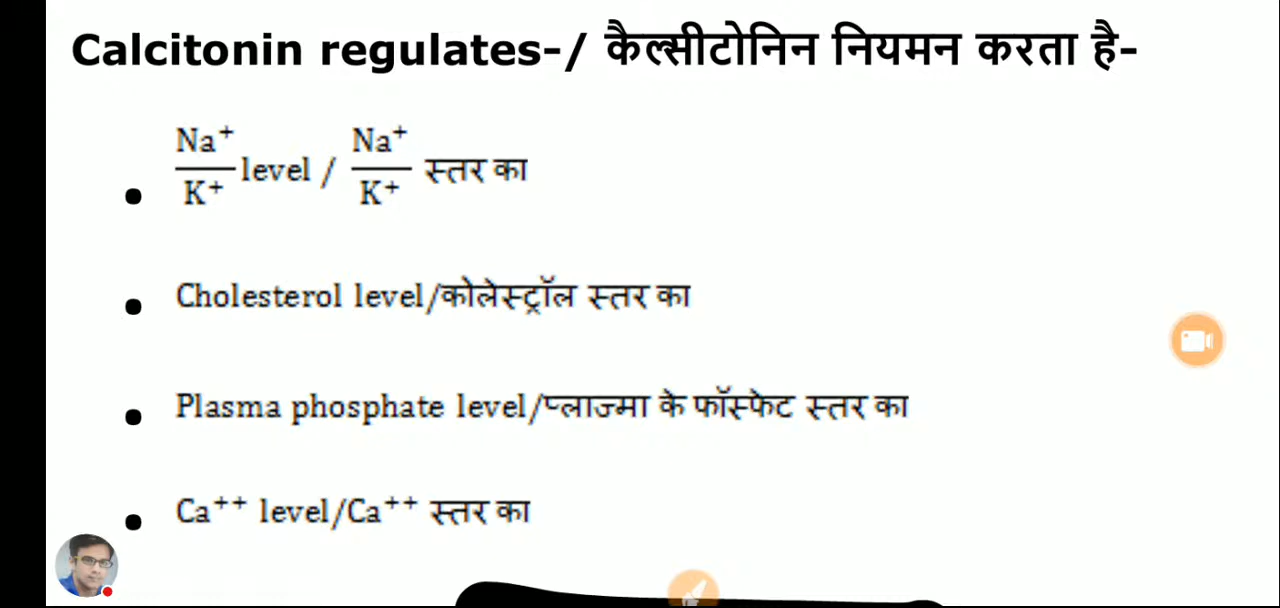 Calcitonin regulates-/ कैल्सीटोनिन नियमन करता है-
• Na⁺/K⁺ level / Na⁺/K⁺ स्तर का
• Cholesterol level/कोलेस्ट्रॉल स्तर का
• Plasma phosphate level/प्लाज्मा के फॉस्फेट स्तर का
• Ca⁺⁺ level/Ca⁺⁺ स्तर का